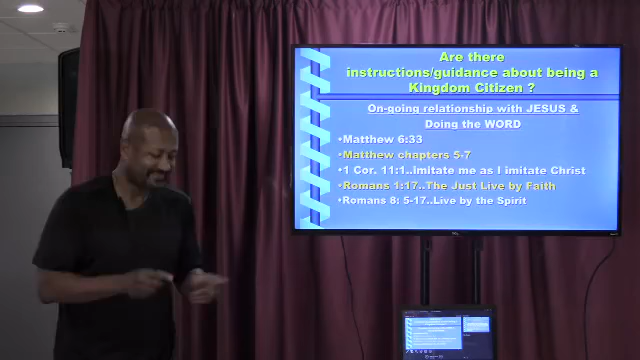 Are there
instructions/guidance about being a
Kingdom Citizen ?
On-going relationship with JESUS &
Doing the WORD
•Matthew 6:33
•Matthew chapters 5-7
•1 Cor. 11:1..Imitate me as I imitate Christ
•Romans 1:17..The Just Live by Faith
•Romans 8: 5-17..Live by the Spirit